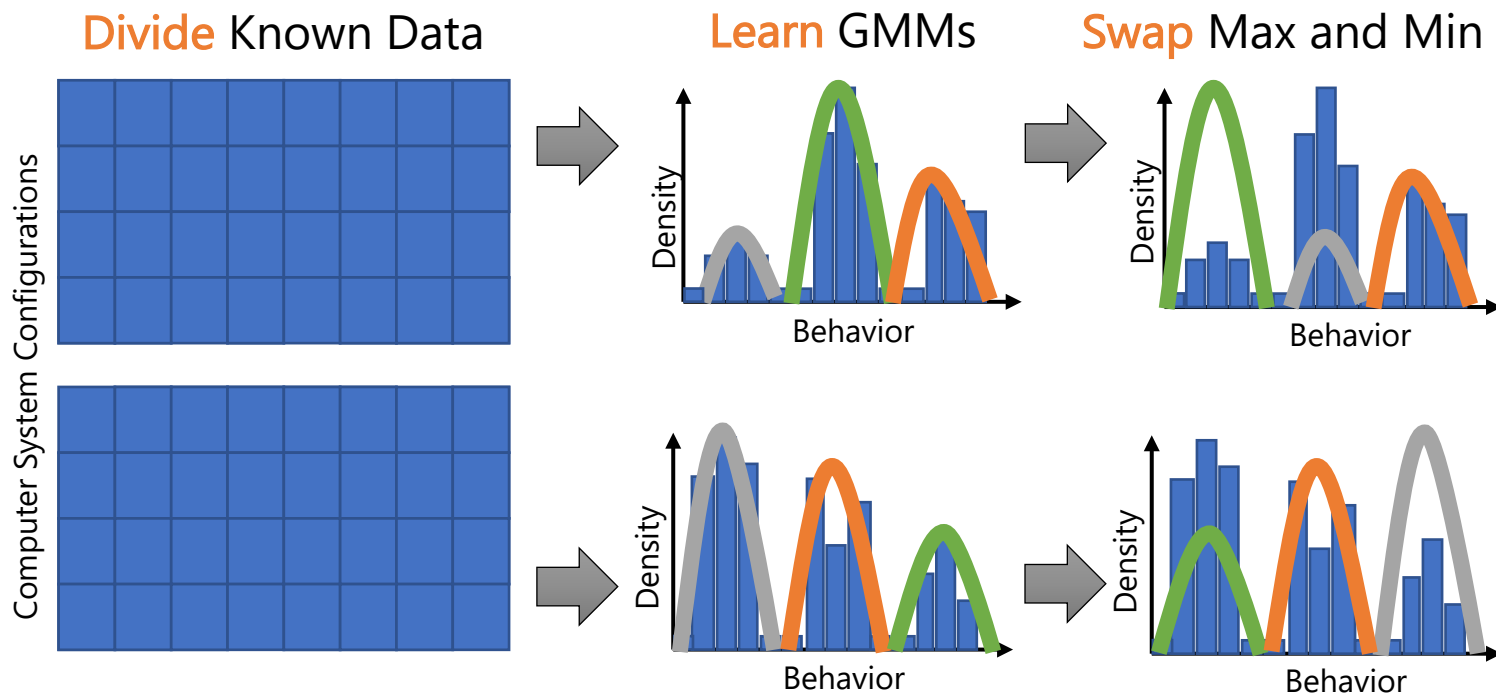 Divide Known Data
Learn GMMs
Swap Max and Min
Computer System Configurations
Density
Behavior
Density
Behavior
Density
Behavior
Density
Behavior